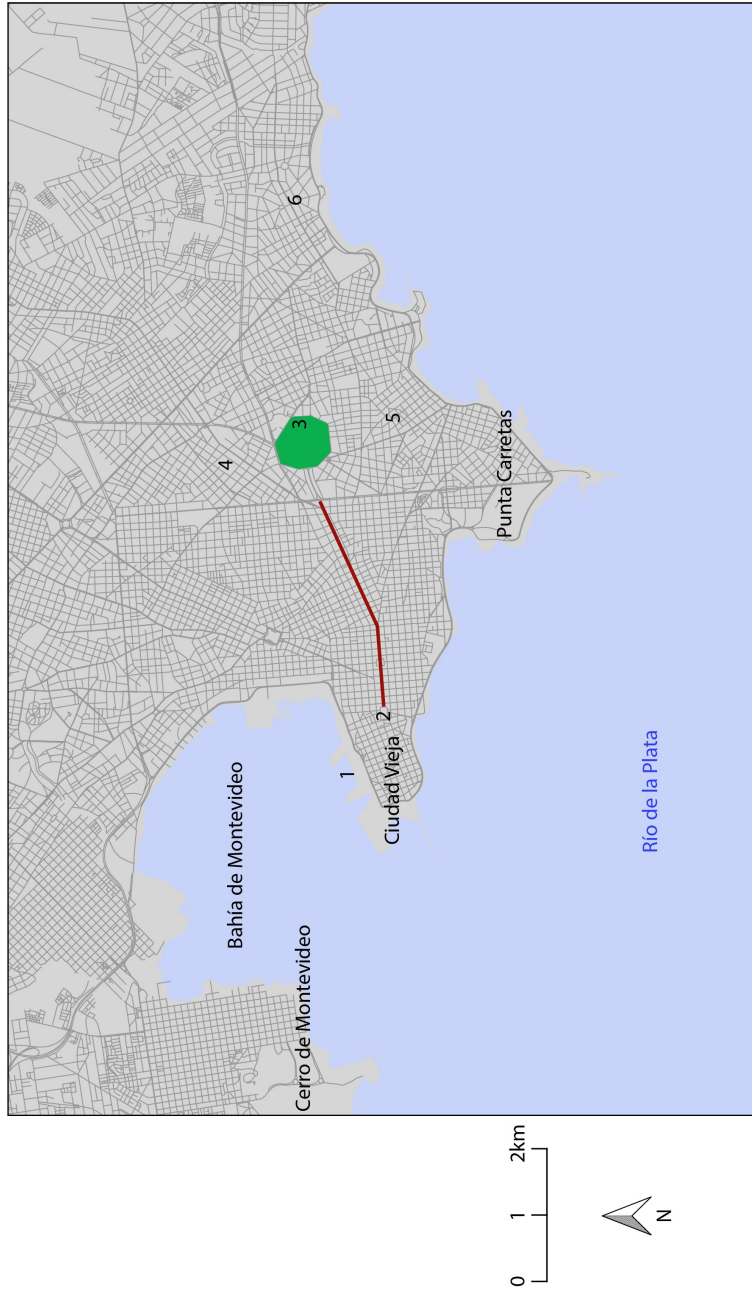 Bahía de Montevideo
Cerro de Montevideo
Ciudad Vieja
Punta Carretas
Río de la Plata
1
2
3
4
5
6
0 1 2km
N